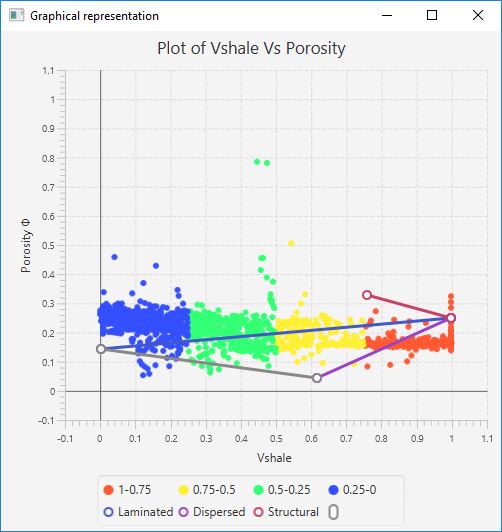 Graphical representation
Plot of Vshale Vs Porosity
1.1
1
0.9
0.8
0.7
0.6
0.5
0.4
0.3
0.2
0.1
0
-0.1
Porosity Φ
-0.1 0 0.1 0.2 0.3 0.4 0.5 0.6 0.7 0.8 0.9 1 1.1
Vshale
1-0.75 0.75-0.5 0.5-0.25 0.25-0
Laminated Dispersed Structural